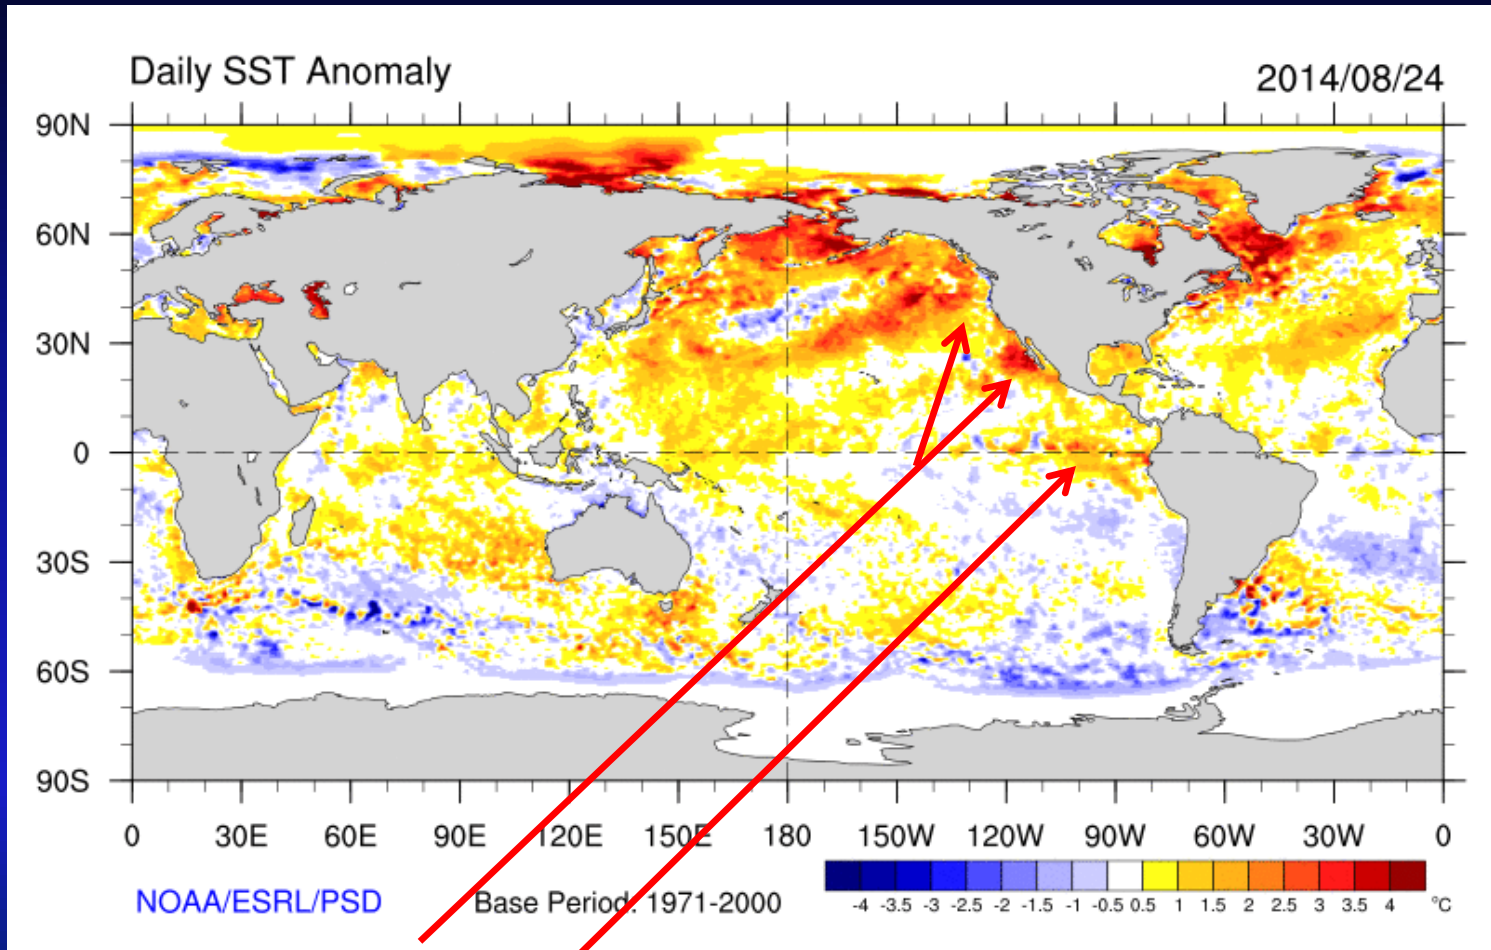 Daily SST Anomaly 2014/08/24
90N
60N
30N
0
30S
60S
90S
0 30E 60E 90E 120E 150E 180 150W 120W 90W 60W 30W 0
NOAA/ESRL/PSD Base Period: 1971-2000
-4 -3.5 -3 -2.5 -2 -1.5 -1 -0.5 0.5 1 1.5 2 2.5 3 3.5 4 °C